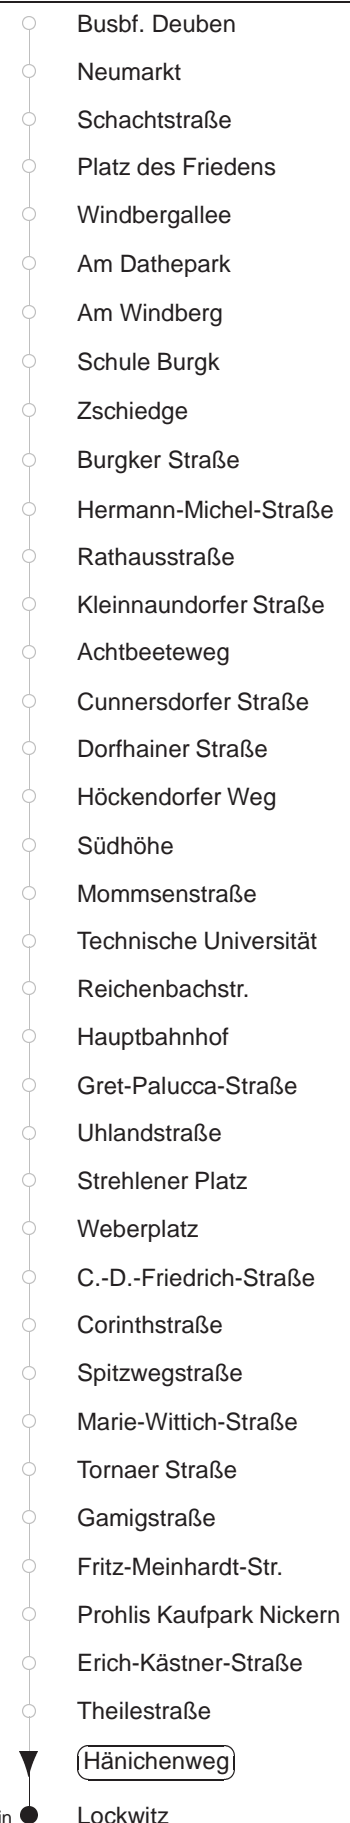 Busbf. Deuben
Neumarkt
Schachtstraße
Platz des Friedens
Windbergallee
Am Dathepark
Am Windberg
Schule Burgk
Zschiedge
Burgker Straße
Hermann-Michel-Straße
Rathausstraße
Kleinnaundorfer Straße
Achtbeeteweg
Cunnersdorfer Straße
Dorfhainer Straße
Höckendorfer Weg
Südhöhe
Mommsenstraße
Technische Universität
Reichenbachstr.
Hauptbahnhof
Gret-Palucca-Straße
Uhlandstraße
Strehlener Platz
Weberplatz
C.-D.-Friedrich-Straße
Corinthstraße
Spitzwegstraße
Marie-Wittich-Straße
Tornaer Straße
Gamigstraße
Fritz-Meinhardt-Str.
Prohlis Kaufpark Nickern
Erich-Kästner-Straße
Theilestraße
Hänichenweg
Lockwitz